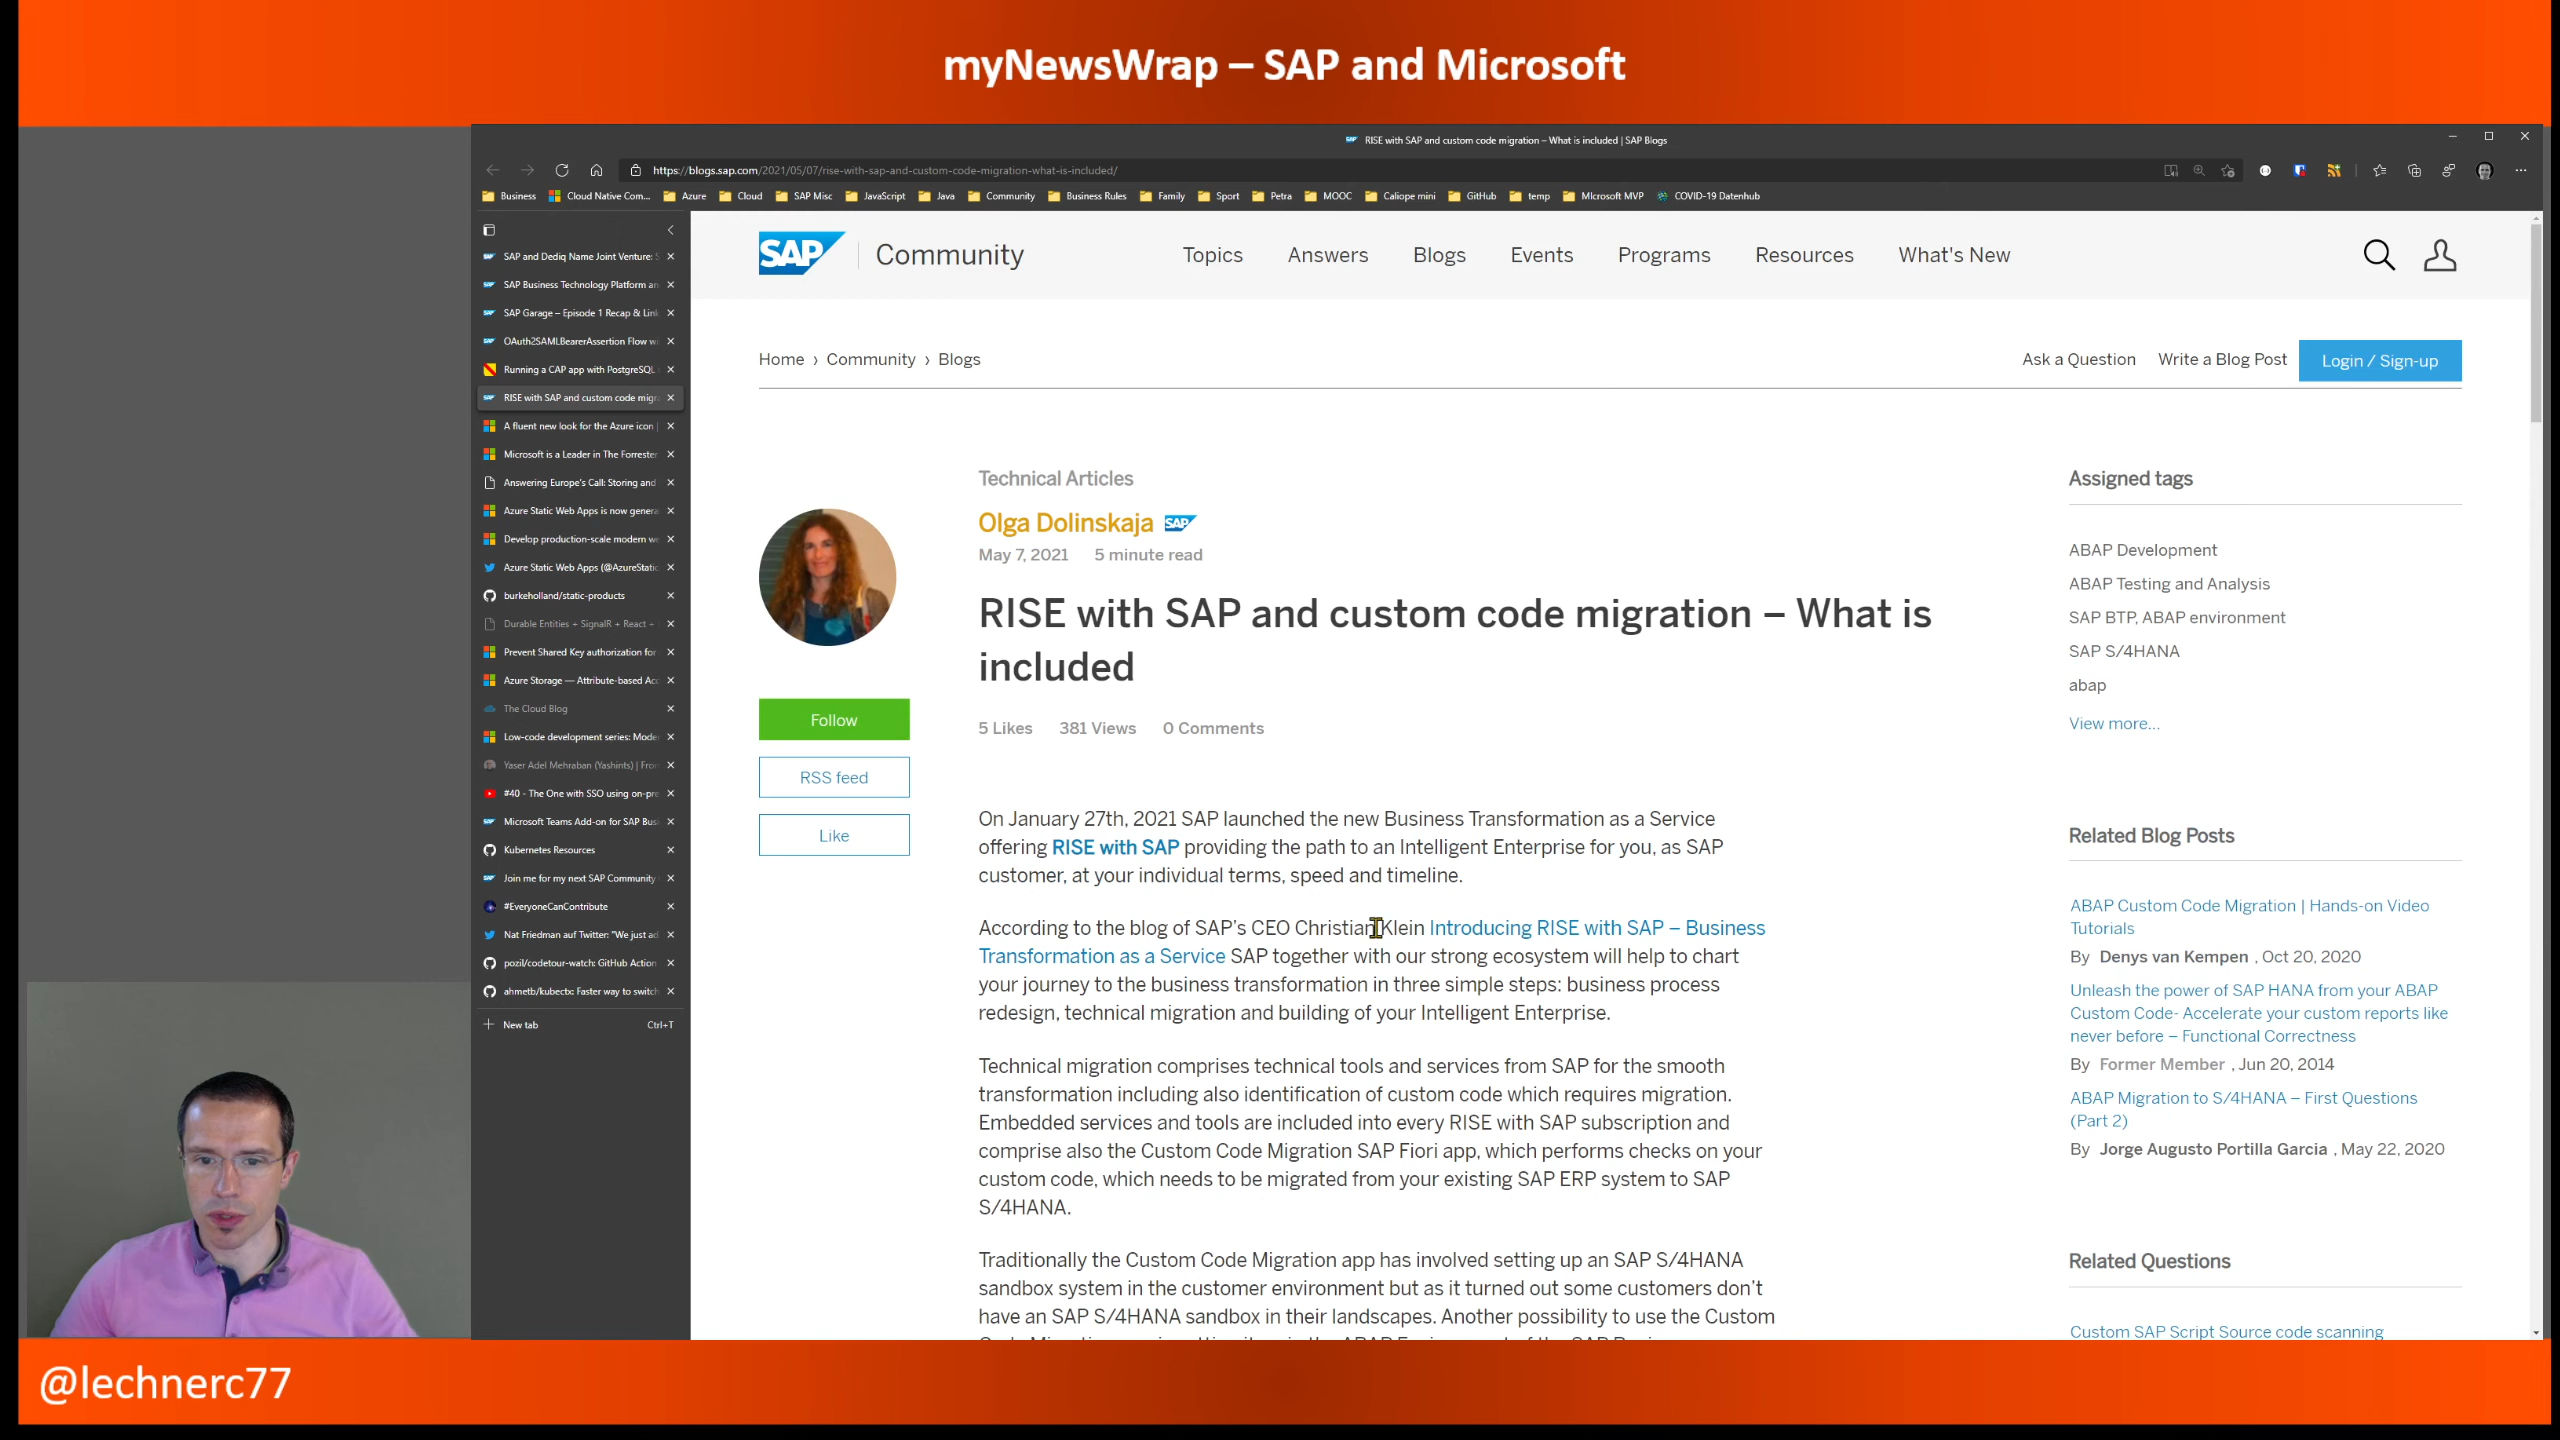 myNewsWrap – SAP and Microsoft
RISE with SAP and custom code migration – What is included | SAP Blogs
https://blogs.sap.com/2021/05/07/rise-with-sap-and-custom-code-migration-what-is-included/
Business Cloud Native Com... Azure Cloud SAP Misc JavaScript Java Community Business Rules Family Sport Petra MOOC Caliope mini GitHub temp MIcrosoft MVP COVID-19 Datenhub
SAP and Dediq Name Joint Venture: S
SAP Business Technology Platform an
SAP Garage – Episode 1 Recap & Link
OAuth2SAMLBearerAssertion Flow wi
Running a CAP app with PostgreSQL
RISE with SAP and custom code migra
A fluent new look for the Azure icon |
Microsoft is a Leader in The Forrester
Answering Europe's Call: Storing and
Azure Static Web Apps is now genera
Develop production-scale modern we
Azure Static Web Apps (@AzureStatic
burkeholland/static-products
Durable Entities + SignalR + React +
Prevent Shared Key authorization for
Azure Storage — Attribute-based Acc
The Cloud Blog
Low-code development series: Moder
Yaser Adel Mehraban (Yashints) | Fron
#40 - The One with SSO using on-pre
Microsoft Teams Add-on for SAP Busi
Kubernetes Resources
Join me for my next SAP Community
#EveryoneCanContribute
Nat Friedman auf Twitter: "We just ad
pozil/codetour-watch: GitHub Action
ahmetb/kubectx: Faster way to switch
New tab Ctrl+T
SAP Community Topics Answers Blogs Events Programs Resources What's New
Home › Community › Blogs Ask a Question Write a Blog Post Login / Sign-up
Technical Articles
Olga Dolinskaja SAP
May 7, 2021 5 minute read
RISE with SAP and custom code migration – What is
included
5 Likes 381 Views 0 Comments
Follow
RSS feed
Like
On January 27th, 2021 SAP launched the new Business Transformation as a Service
offering RISE with SAP providing the path to an Intelligent Enterprise for you, as SAP
customer, at your individual terms, speed and timeline.
According to the blog of SAP's CEO Christian Klein Introducing RISE with SAP – Business
Transformation as a Service SAP together with our strong ecosystem will help to chart
your journey to the business transformation in three simple steps: business process
redesign, technical migration and building of your Intelligent Enterprise.
Technical migration comprises technical tools and services from SAP for the smooth
transformation including also identification of custom code which requires migration.
Embedded services and tools are included into every RISE with SAP subscription and
comprise also the Custom Code Migration SAP Fiori app, which performs checks on your
custom code, which needs to be migrated from your existing SAP ERP system to SAP
S/4HANA.
Traditionally the Custom Code Migration app has involved setting up an SAP S/4HANA
sandbox system in the customer environment but as it turned out some customers don't
have an SAP S/4HANA sandbox in their landscapes. Another possibility to use the Custom
Assigned tags
ABAP Development
ABAP Testing and Analysis
SAP BTP, ABAP environment
SAP S/4HANA
abap
View more...
Related Blog Posts
ABAP Custom Code Migration | Hands-on Video
Tutorials
By Denys van Kempen , Oct 20, 2020
Unleash the power of SAP HANA from your ABAP
Custom Code- Accelerate your custom reports like
never before – Functional Correctness
By Former Member , Jun 20, 2014
ABAP Migration to S/4HANA – First Questions
(Part 2)
By Jorge Augusto Portilla Garcia , May 22, 2020
Related Questions
Custom SAP Script Source code scanning
@lechnerc77